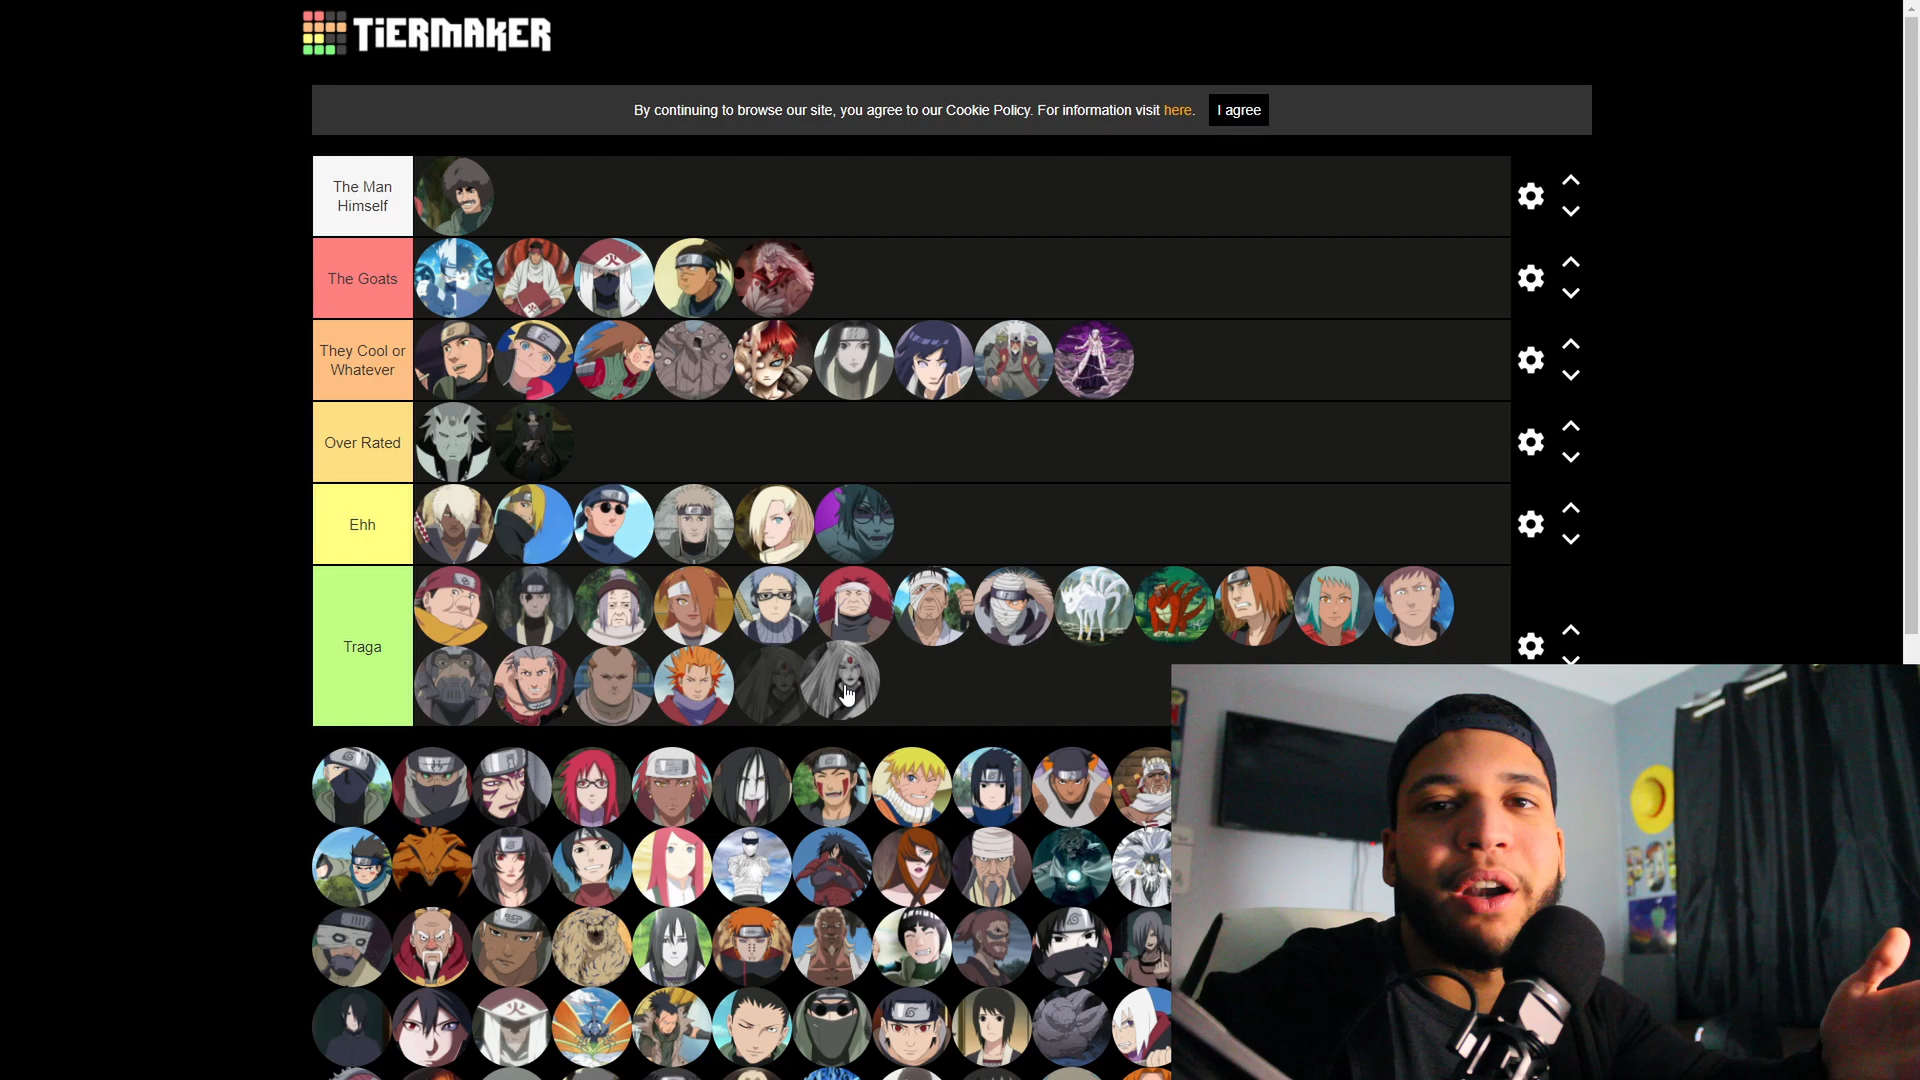 TiERMAKER
By continuing to browse our site, you agree to our Cookie Policy. For information visit here. I agree
The Man
Himself
The Goats
They Cool or
Whatever
Over Rated
Ehh
Traga